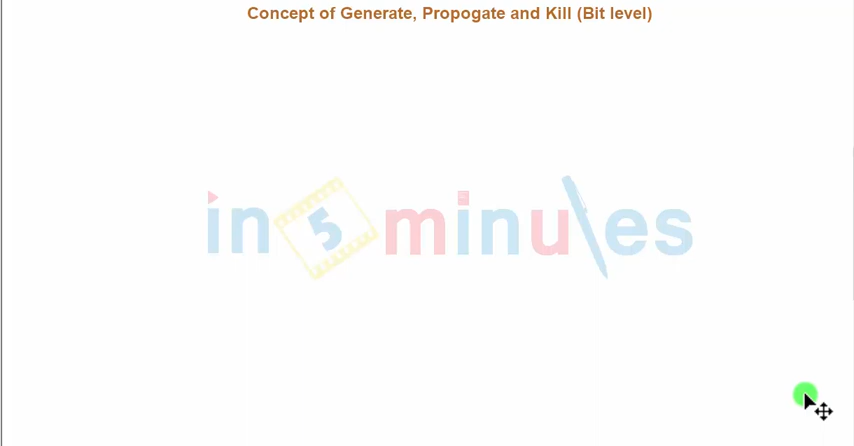 Concept of Generate, Propogate and Kill (Bit level)
in 5 minutes